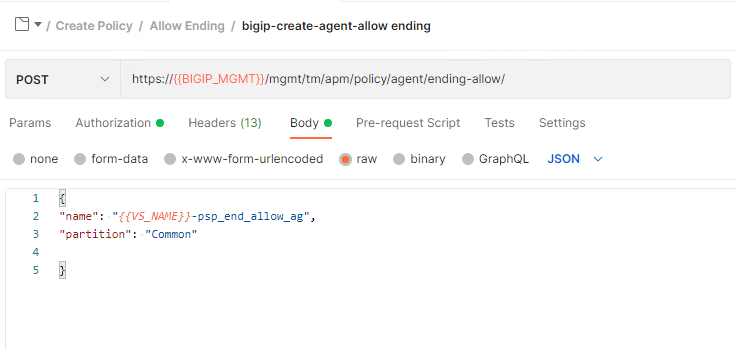 / Create Policy / Allow Ending / bigip-create-agent-allow ending
POST https://{{BIGIP_MGMT}}/mgmt/tm/apm/policy/agent/ending-allow/
Params Authorization Headers (13) Body Pre-request Script Tests Settings
none form-data x-www-form-urlencoded raw binary GraphQL JSON
1 {
2 "name": "{{VS_NAME}}-psp_end_allow_ag",
3 "partition": "Common"
4
5 }